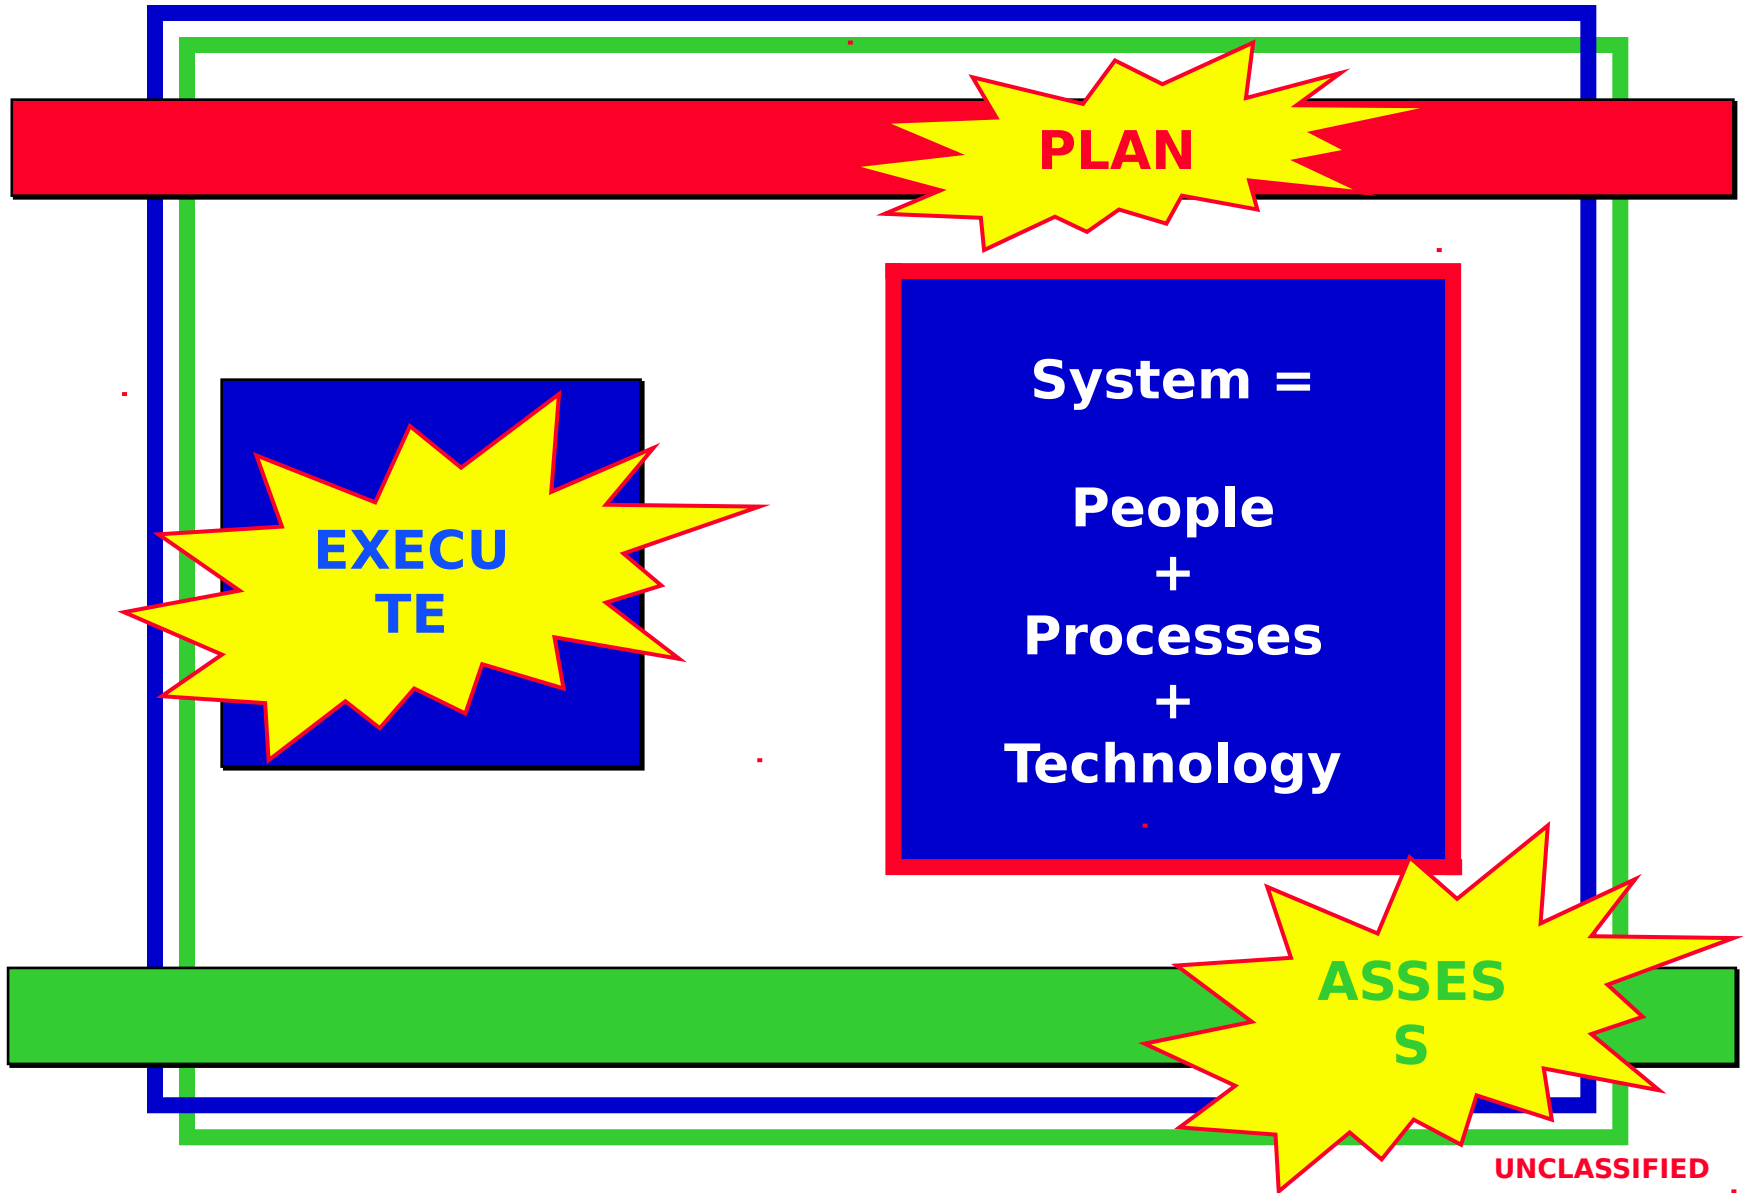 PLAN
System =
People
+
Processes
+
Technology
EXECU
TE
ASSES
S
UNCLASSIFIED